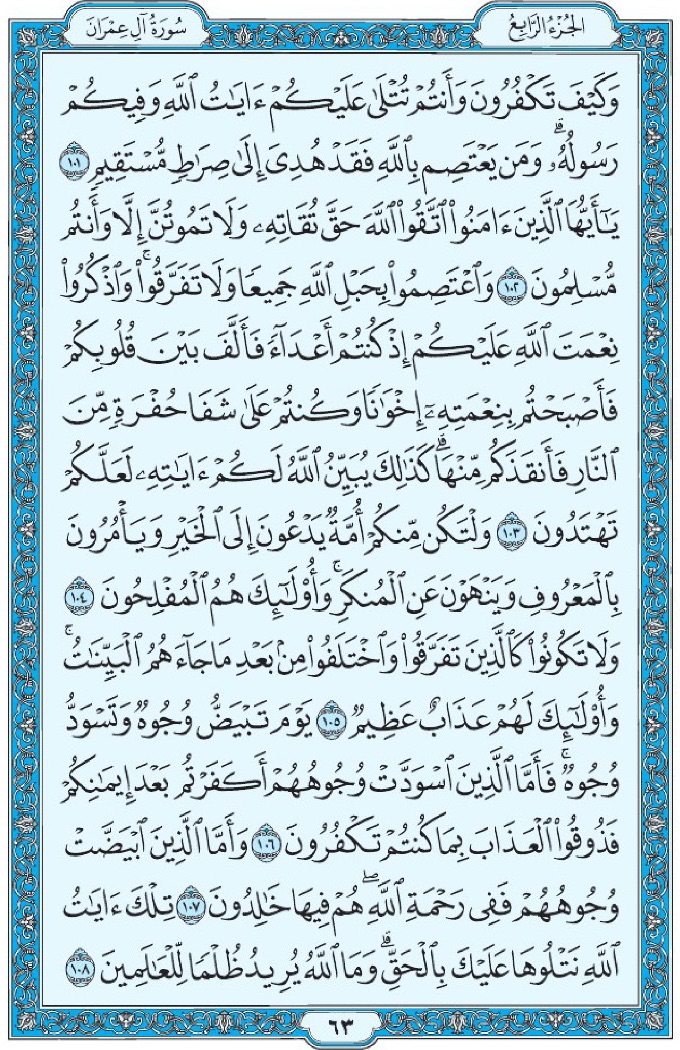 الجُزْءُ الرَّابِعُ
سُورَةُ آلِ عِمْرَانَ
وَكَيْفَ تَكْفُرُونَ وَأَنتُمْ تُتْلَىٰ عَلَيْكُمْ ءَايَٰتُ ٱللَّهِ وَفِيكُمْ
رَسُولُهُۥۗ وَمَن يَعْتَصِم بِٱللَّهِ فَقَدْ هُدِيَ إِلَىٰ صِرَٰطٍ مُّسْتَقِيمٍ ١٠١
يَٰٓأَيُّهَا ٱلَّذِينَ ءَامَنُوا۟ ٱتَّقُوا۟ ٱللَّهَ حَقَّ تُقَاتِهِۦ وَلَا تَمُوتُنَّ إِلَّا وَأَنتُم
مُّسْلِمُونَ ١٠٢ وَٱعْتَصِمُوا۟ بِحَبْلِ ٱللَّهِ جَمِيعًا وَلَا تَفَرَّقُوا۟ۚ وَٱذْكُرُوا۟
نِعْمَتَ ٱللَّهِ عَلَيْكُمْ إِذْ كُنتُمْ أَعْدَآءً فَأَلَّفَ بَيْنَ قُلُوبِكُمْ
فَأَصْبَحْتُم بِنِعْمَتِهِۦٓ إِخْوَٰنًا وَكُنتُمْ عَلَىٰ شَفَا حُفْرَةٍ مِّنَ
ٱلنَّارِ فَأَنقَذَكُم مِّنْهَاۗ كَذَٰلِكَ يُبَيِّنُ ٱللَّهُ لَكُمْ ءَايَٰتِهِۦ لَعَلَّكُمْ
تَهْتَدُونَ ١٠٣ وَلْتَكُن مِّنكُمْ أُمَّةٌ يَدْعُونَ إِلَى ٱلْخَيْرِ وَيَأْمُرُونَ
بِٱلْمَعْرُوفِ وَيَنْهَوْنَ عَنِ ٱلْمُنكَرِۚ وَأُو۟لَٰٓئِكَ هُمُ ٱلْمُفْلِحُونَ ١٠٤
وَلَا تَكُونُوا۟ كَٱلَّذِينَ تَفَرَّقُوا۟ وَٱخْتَلَفُوا۟ مِنۢ بَعْدِ مَا جَآءَهُمُ ٱلْبَيِّنَٰتُۚ
وَأُو۟لَٰٓئِكَ لَهُمْ عَذَابٌ عَظِيمٌ ١٠٥ يَوْمَ تَبْيَضُّ وُجُوهٌ وَتَسْوَدُّ
وُجُوهٌۚ فَأَمَّا ٱلَّذِينَ ٱسْوَدَّتْ وُجُوهُهُمْ أَكَفَرْتُم بَعْدَ إِيمَٰنِكُمْ
فَذُوقُوا۟ ٱلْعَذَابَ بِمَا كُنتُمْ تَكْفُرُونَ ١٠٦ وَأَمَّا ٱلَّذِينَ ٱبْيَضَّتْ
وُجُوهُهُمْ فَفِي رَحْمَةِ ٱللَّهِۖ هُمْ فِيهَا خَٰلِدُونَ ١٠٧ تِلْكَ ءَايَٰتُ
ٱللَّهِ نَتْلُوهَا عَلَيْكَ بِٱلْحَقِّۗ وَمَا ٱللَّهُ يُرِيدُ ظُلْمًا لِّلْعَٰلَمِينَ ١٠٨
٦٣